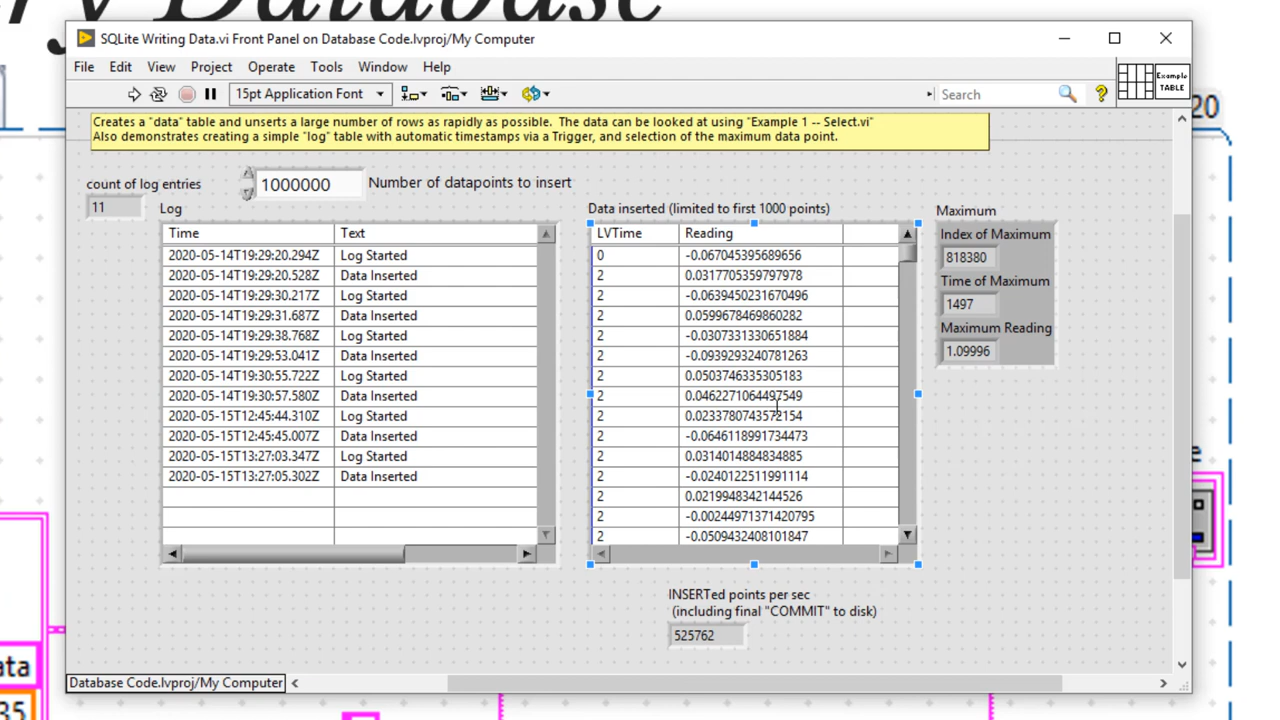 ry Database
SQLite Writing Data.vi Front Panel on Database Code.lvproj/My Computer
File Edit View Project Operate Tools Window Help
15pt Application Font
Search
?
Example
TABLE
20
Creates a "data" table and unserts a large number of rows as rapidly as possible. The data can be looked at using "Example 1 -- Select.vi"
Also demonstrates creating a simple "log" table with automatic timestamps via a Trigger, and selection of the maximum data point.
count of log entries
11
1000000
Number of datapoints to insert
Log
Time Text
2020-05-14T19:29:20.294Z Log Started
2020-05-14T19:29:20.528Z Data Inserted
2020-05-14T19:29:30.217Z Log Started
2020-05-14T19:29:31.687Z Data Inserted
2020-05-14T19:29:38.768Z Log Started
2020-05-14T19:29:53.041Z Data Inserted
2020-05-14T19:30:55.722Z Log Started
2020-05-14T19:30:57.580Z Data Inserted
2020-05-15T12:45:44.310Z Log Started
2020-05-15T12:45:45.007Z Data Inserted
2020-05-15T13:27:03.347Z Log Started
2020-05-15T13:27:05.302Z Data Inserted
Data inserted (limited to first 1000 points)
LVTime Reading
0 -0.067045395689656
2 0.0317705359797978
2 -0.0639450231670496
2 0.0599678469860282
2 -0.0307331330651884
2 -0.0939293240781263
2 0.0503746335305183
2 0.0462271064497549
2 0.0233780743572154
2 -0.0646118991734473
2 0.0314014884834885
2 -0.0240122511991114
2 0.0219948342144526
2 -0.00244971371420795
2 -0.0509432408101847
Maximum
Index of Maximum
818380
Time of Maximum
1497
Maximum Reading
1.09996
INSERTed points per sec
(including final "COMMIT" to disk)
525762
Database Code.lvproj/My Computer
ata
35
e